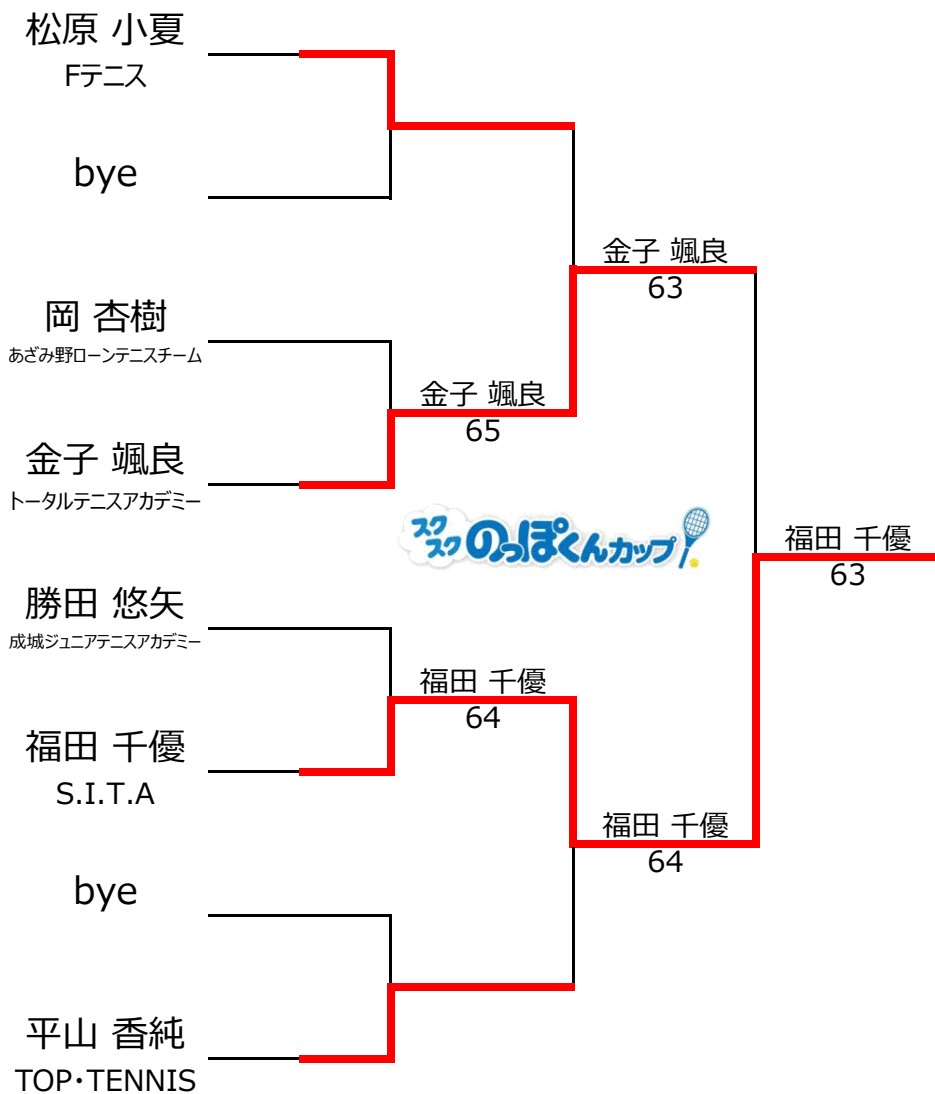 松原 小夏
Fテニス
bye
金子 颯良
63
岡 杏樹
あざみ野ローンテニスチーム
金子 颯良
65
金子 颯良
トータルテニスアカデミー
スクスクのっぽくんカップ
福田 千優
63
勝田 悠矢
成城ジュニアテニスアカデミー
福田 千優
64
福田 千優
S.I.T.A
福田 千優
64
bye
平山 香純
TOP・TENNIS